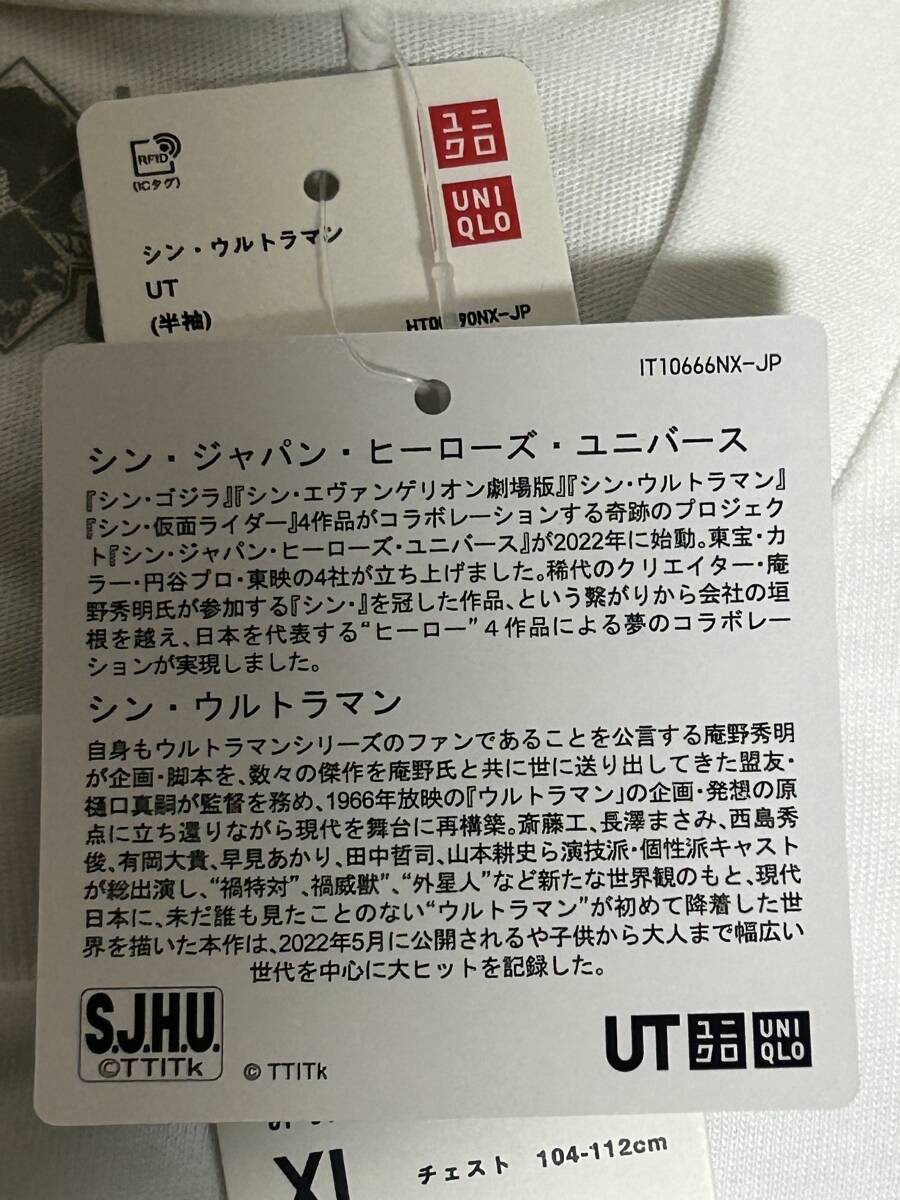 RFID
(ICタグ)
ユニ
クロ
UNI
QLO
シン・ウルトラマン
UT
(半袖)
90NX-JP
IT10666NX-JP
シン・ジャパン・ヒーローズ・ユニバース
『シン・ゴジラ』『シン・エヴァンゲリオン劇場版』『シン・ウルトラマン』
『シン・仮面ライダー』4作品がコラボレーションする奇跡のプロジェク
ト『シン・ジャパン・ヒーローズ・ユニバース』が2022年に始動。東宝・カ
ラー・円谷プロ・東映の4社が立ち上げました。稀代のクリエイター・庵
野秀明氏が参加する『シン・』を冠した作品、という繋がりから会社の垣
根を越え、日本を代表する“ヒーロー”４作品による夢のコラボレー
ションが実現しました。
シン・ウルトラマン
自身もウルトラマンシリーズのファンであることを公言する庵野秀明
が企画・脚本を、数々の傑作を庵野氏と共に世に送り出してきた盟友・
樋口真嗣が監督を務め、1966年放映の『ウルトラマン」の企画・発想の原
点に立ち還りながら現代を舞台に再構築。斎藤工、長澤まさみ、西島秀
俊、有岡大貴、早見あかり、田中哲司、山本耕史ら演技派・個性派キャスト
が総出演し、“禍特対”、禍威獣”、“外星人”など新たな世界観のもと、現代
日本に、未だ誰も見たことのない“ウルトラマン”が初めて降着した世
界を描いた本作は、2022年5月に公開されるや子供から大人まで幅広い
世代を中心に大ヒットを記録した。
S.J.H.U.
©TTITk
© TTITk
UT
ユニ
クロ
UNI
QLO
XL
チェスト 104-112cm